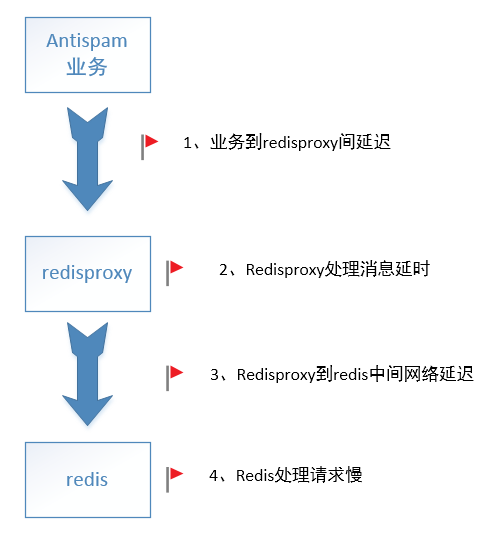 Antispam
业务
1、业务到redisproxy间延迟
redisproxy
2、Redisproxy处理消息延时
3、Redisproxy到redis中间网络延迟
redis
4、Redis处理请求慢